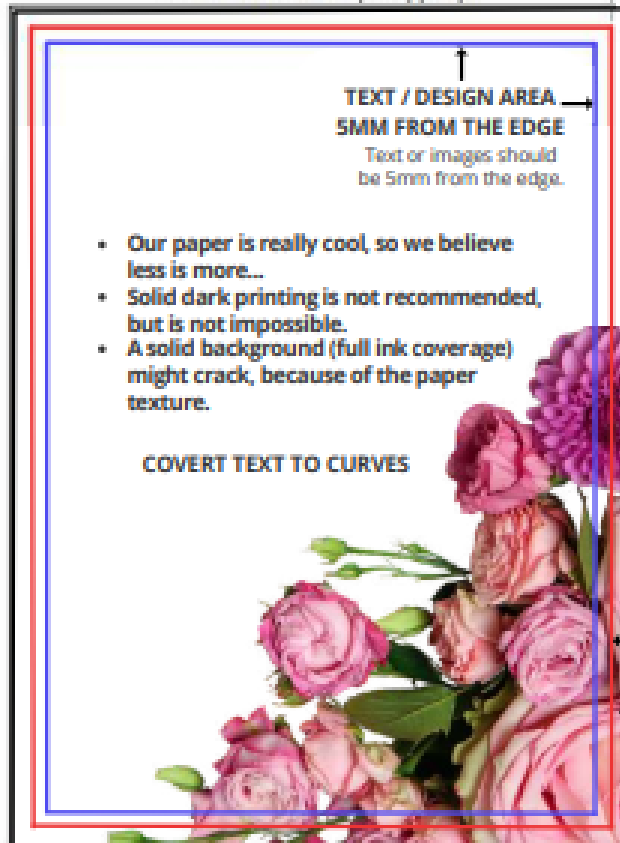 TEXT / DESIGN AREA
5MM FROM THE EDGE
Text or images should
be 5mm from the edge.
• Our paper is really cool, so we believe
less is more...
• Solid dark printing is not recommended,
but is not impossible.
• A solid background (full ink coverage)
might crack, because of the paper
texture.
COVERT TEXT TO CURVES